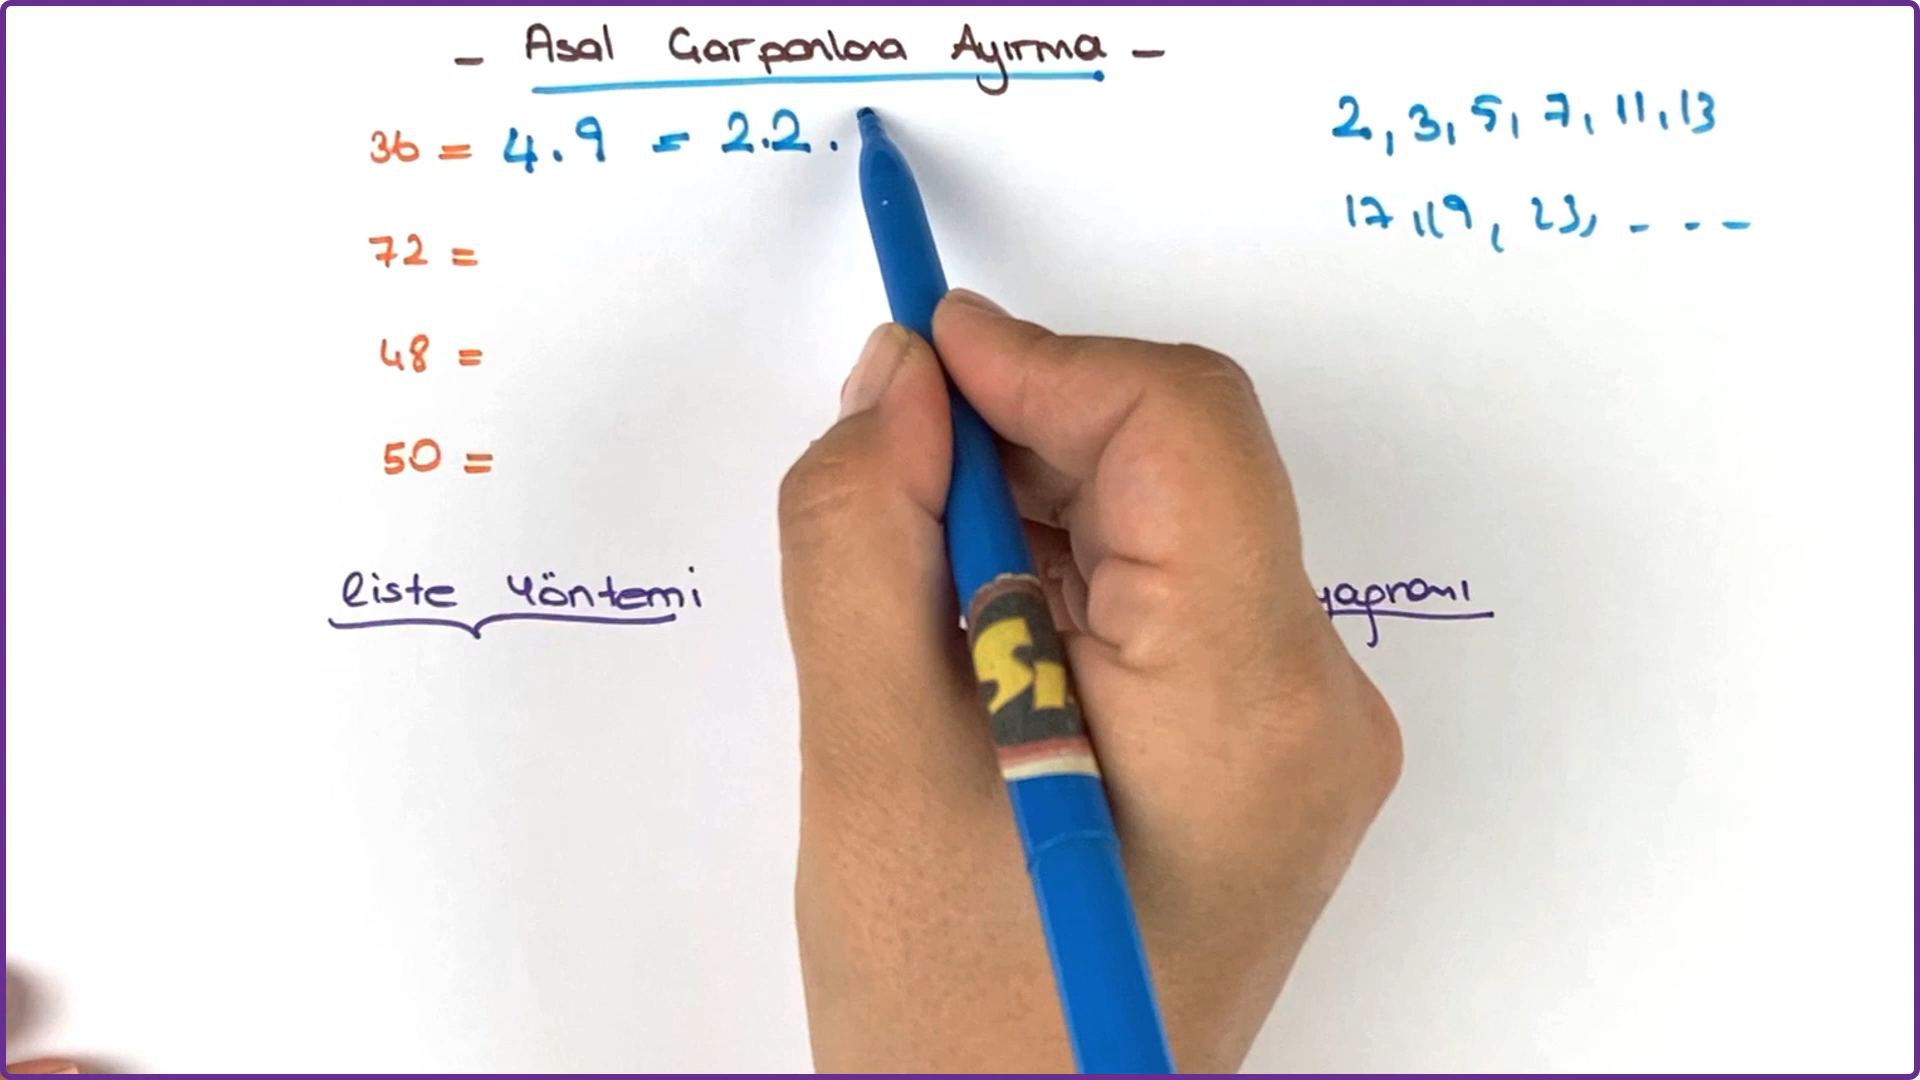 - Asal Çarpanlara Ayırma -
36 = 4.9 = 2.2.
2, 3, 5, 7, 11, 13
17, 19, 23, - - -
72 =
48 =
50 =
liste Yöntemi